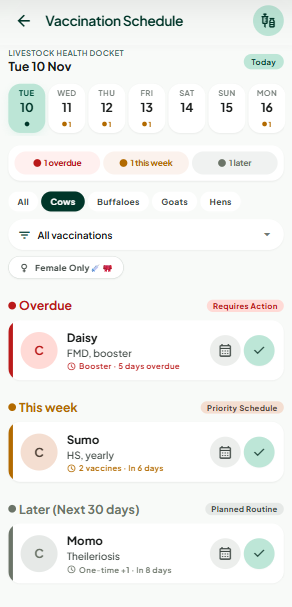 Vaccination Schedule
LIVESTOCK HEALTH DOCKET
Tue 10 Nov
Today
TUE WED THU FRI SAT SUN MON
10 11 12 13 14 15 16
1 1 1 1
1 overdue 1 this week 1 later
All Cows Buffaloes Goats Hens
All vaccinations
Female Only
Overdue
Requires Action
C
Daisy
FMD, booster
Booster · 5 days overdue
This week
Priority Schedule
C
Sumo
HS, yearly
2 vaccines · In 6 days
Later (Next 30 days)
Planned Routine
C
Momo
Theileriosis
One-time +1 · In 8 days